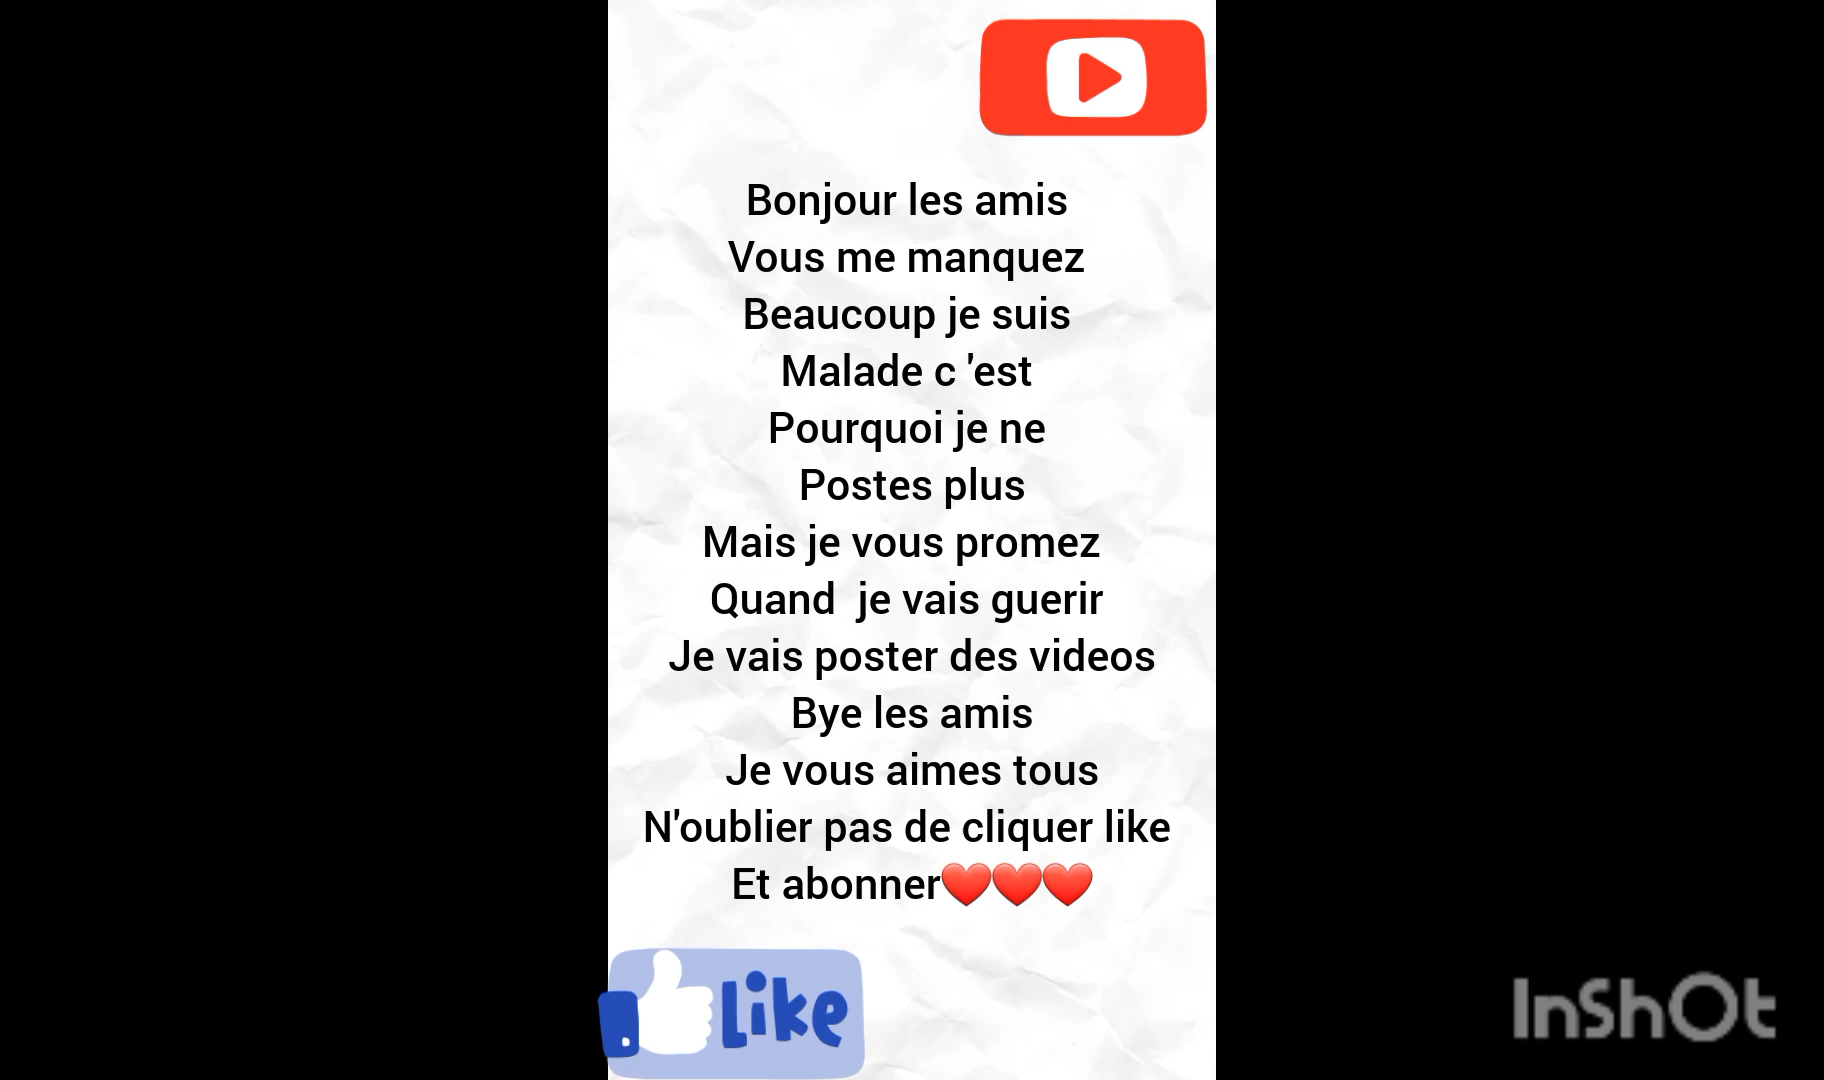 Bonjour les amis
Vous me manquez
Beaucoup je suis
Malade c 'est
Pourquoi je ne
Postes plus
Mais je vous promez
Quand  je vais guerir
Je vais poster des videos
Bye les amis
Je vous aimes tous
N'oublier pas de cliquer like
Et abonner❤️❤️❤️
like
InShOt